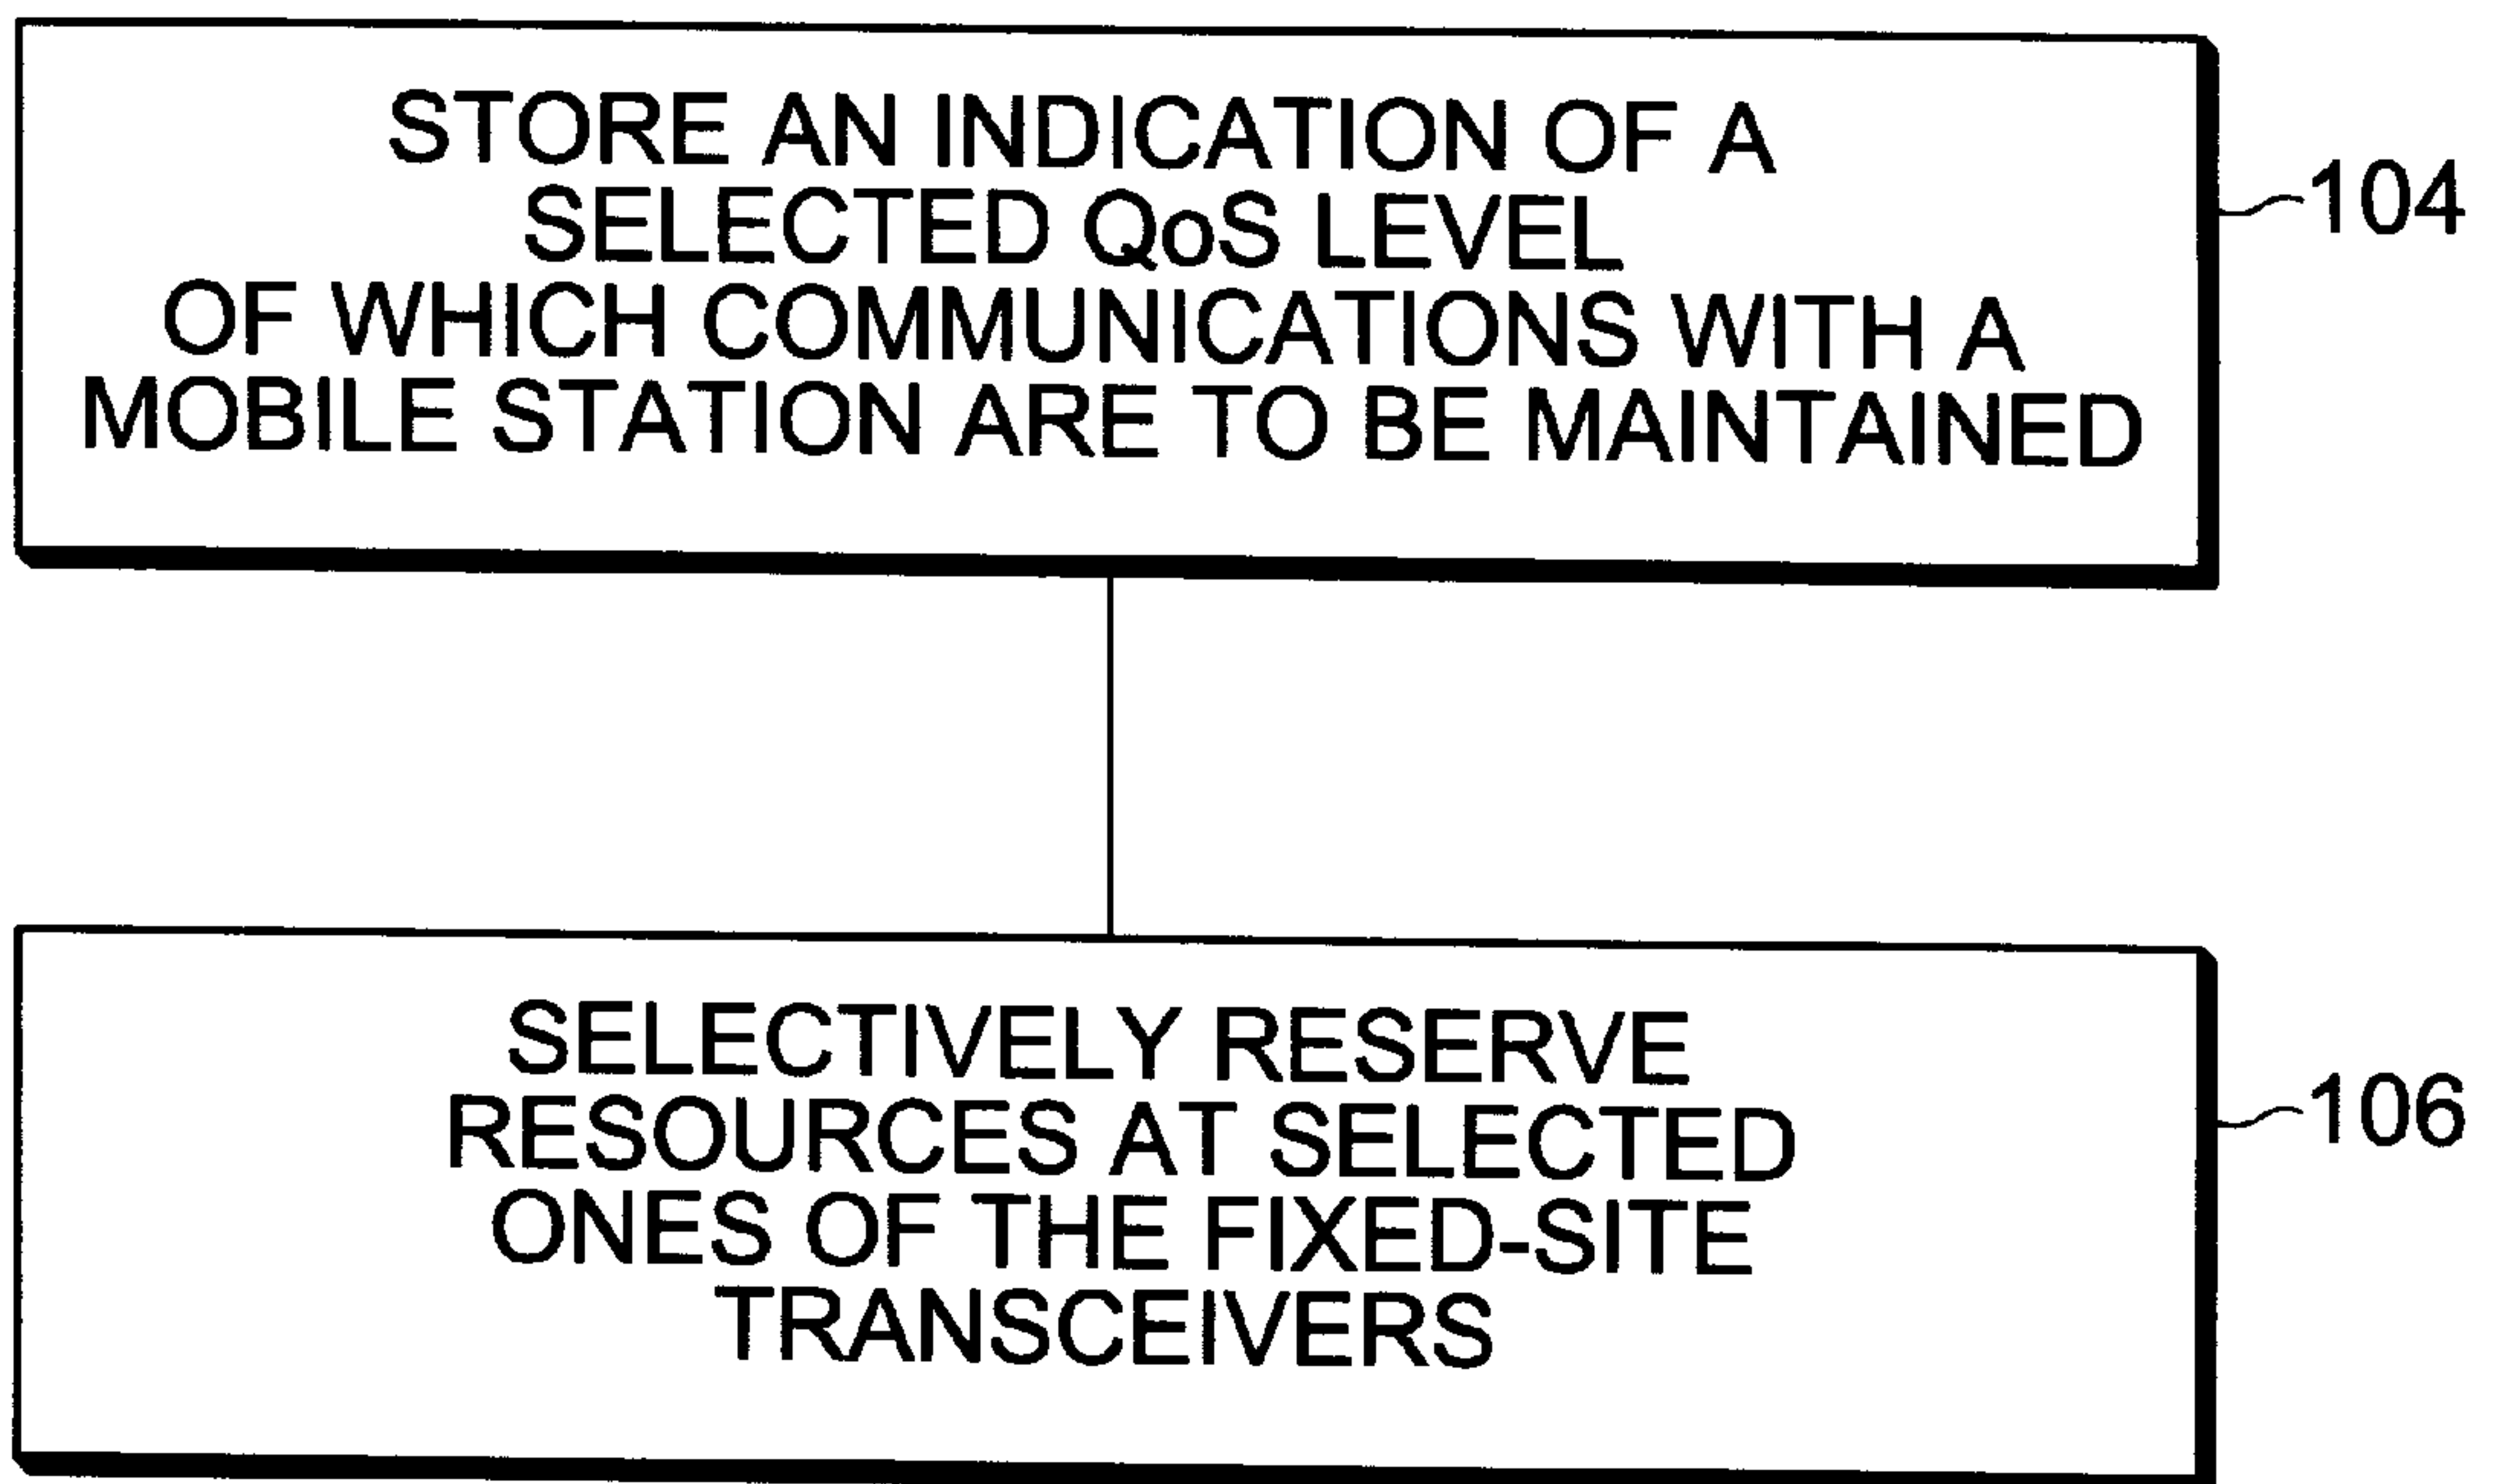 STORE AN INDICATION OF A
SELECTED QoS LEVEL
OF WHICH COMMUNICATIONS WITH A
MOBILE STATION ARE TO BE MAINTAINED
104
SELECTIVELY RESERVE
RESOURCES AT SELECTED
ONES OF THE FIXED-SITE
TRANSCEIVERS
106